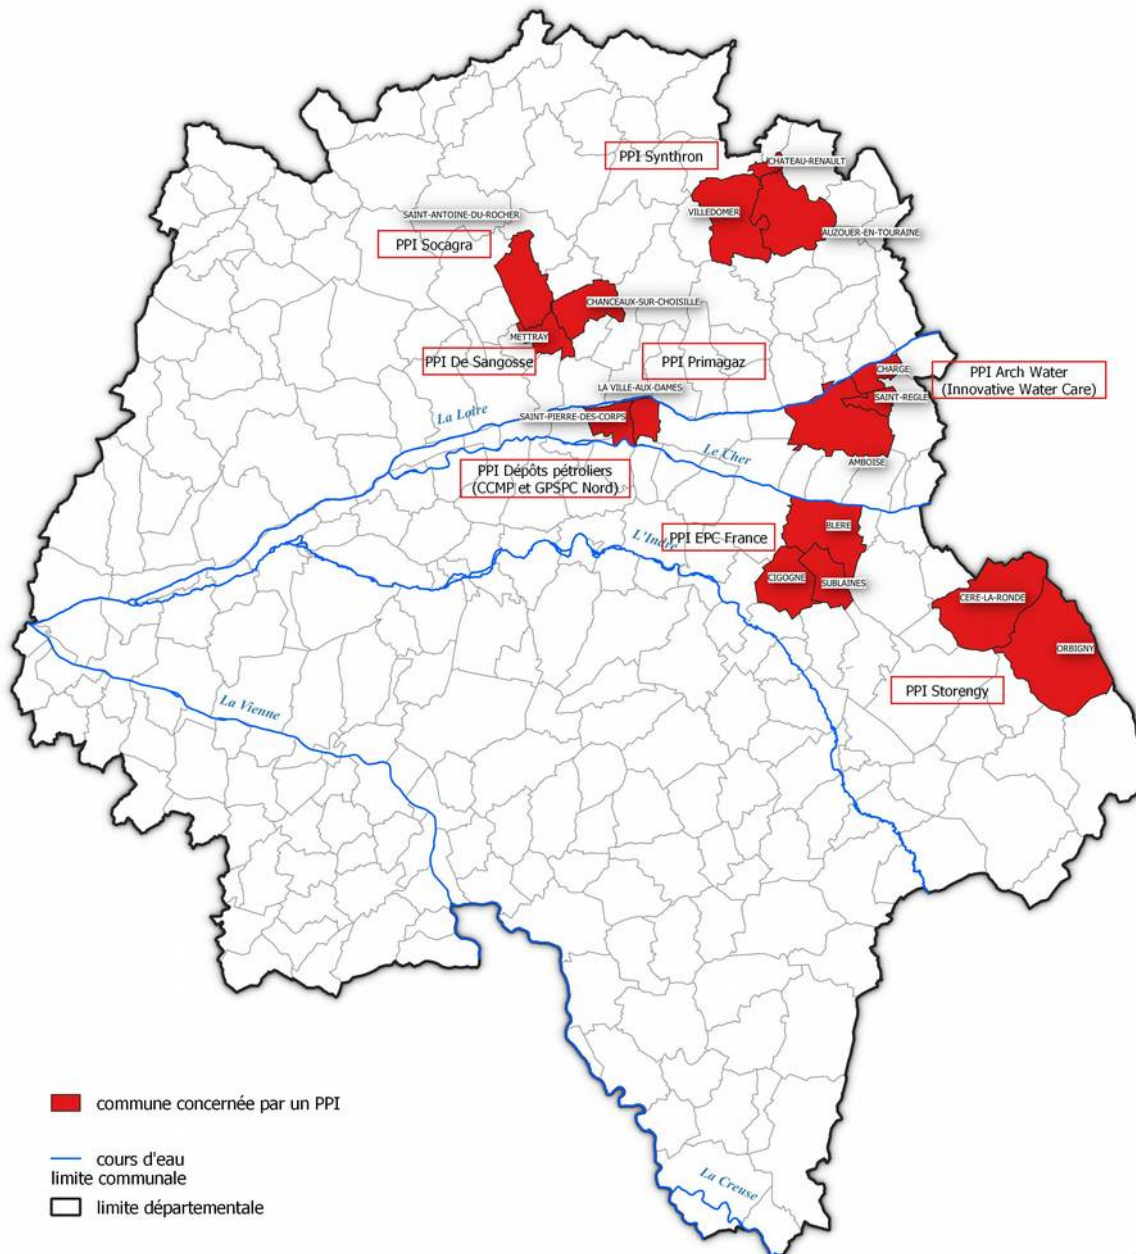 PPI Synthron
CHATEAU-RENAULT
VILLEDOMER
SAINT-ANTOINE-DU-ROCHER
AUZOUER-EN-TOURAINE
PPI Socagra
CHANCEAUX-SUR-CHOISILLE
METTRAY
PPI De Sangosse
PPI Primagaz
CHARGE
PPI Arch Water
(Innovative Water Care)
LA VILLE-AUX-DAMES
SAINT-REGLE
La Loire
SAINT-PIERRE-DES-CORPS
Le Cher
AMBOISE
PPI Dépôts pétroliers
(CCMP et GPSPC Nord)
BLERE
PPI EPC France
L'Indre
CIGOGNE
SUBLAINES
CERE-LA-RONDE
ORBIGNY
PPI Storengy
La Vienne
commune concernée par un PPI
cours d'eau
limite communale
limite départementale
La Creuse